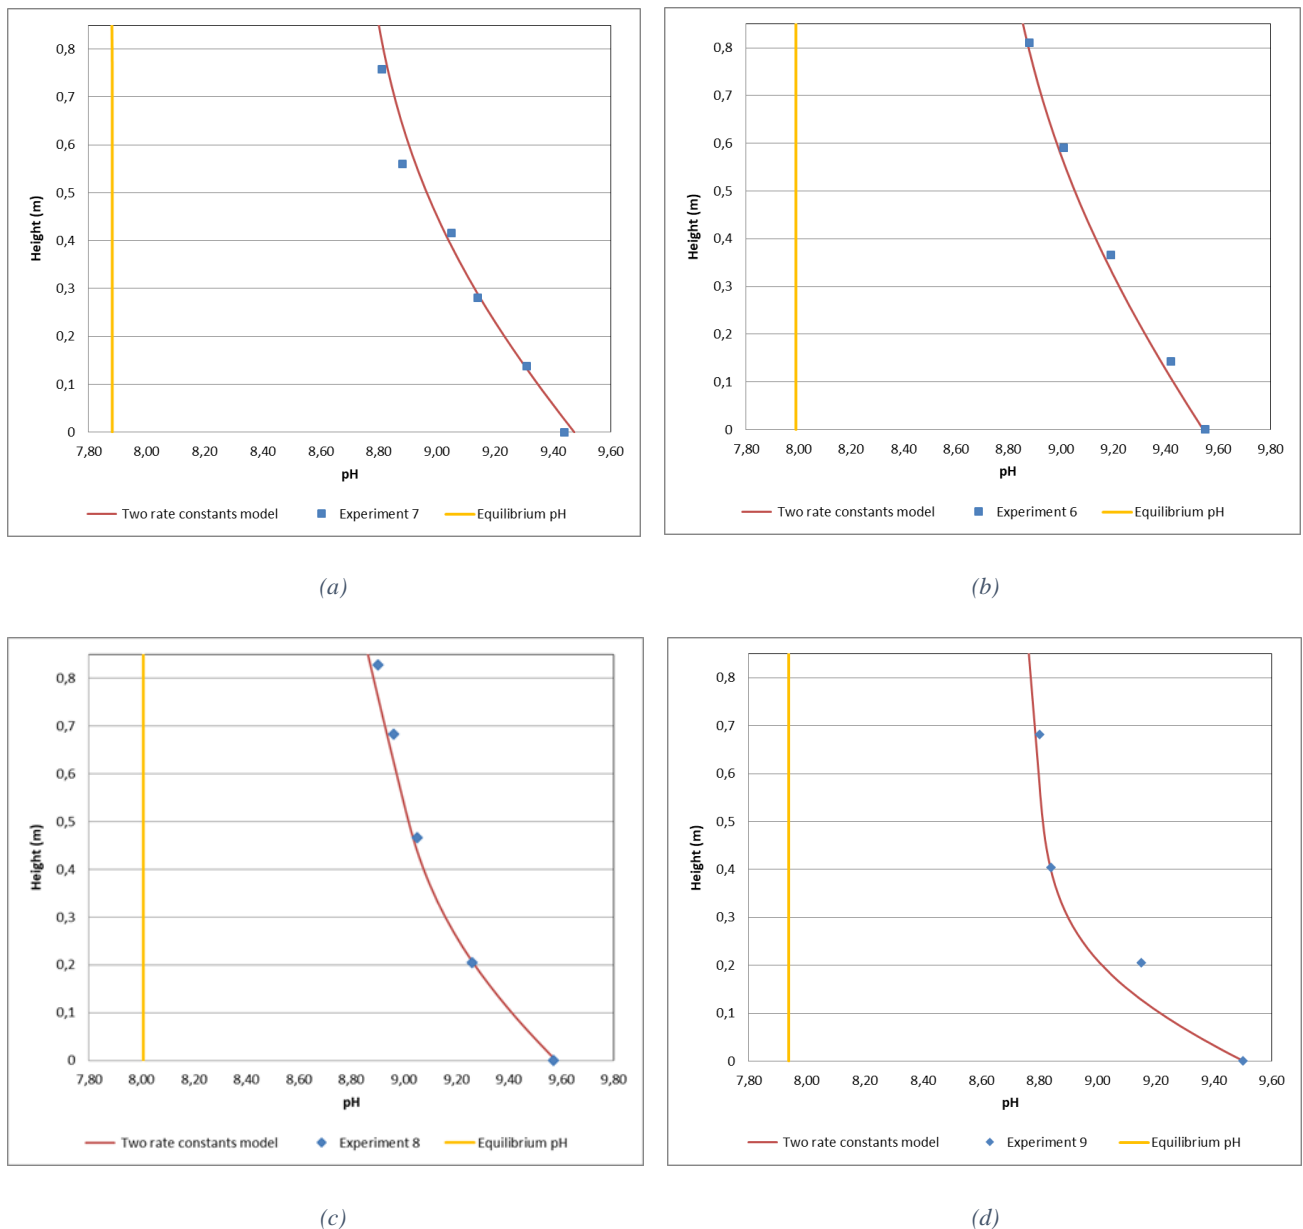 0,8
0,7
0,6
0,5
0,4
0,3
0,2
0,1
0
Height (m)
7,80 8,00 8,20 8,40 8,60 8,80 9,00 9,20 9,40 9,60
pH
Two rate constants model Experiment 7 Equilibrium pH
(a)
0,8
0,7
0,6
0,5
0,4
0,3
0,2
0,1
0
Height (m)
7,80 8,00 8,20 8,40 8,60 8,80 9,00 9,20 9,40 9,60 9,80
pH
Two rate constants model Experiment 6 Equilibrium pH
(b)
0,8
0,7
0,6
0,5
0,4
0,3
0,2
0,1
0
Height (m)
7,80 8,00 8,20 8,40 8,60 8,80 9,00 9,20 9,40 9,60 9,80
pH
Two rate constants model Experiment 8 Equilibrium pH
(c)
0,8
0,7
0,6
0,5
0,4
0,3
0,2
0,1
0
Height (m)
7,80 8,00 8,20 8,40 8,60 8,80 9,00 9,20 9,40 9,60
pH
Two rate constants model Experiment 9 Equilibrium pH
(d)